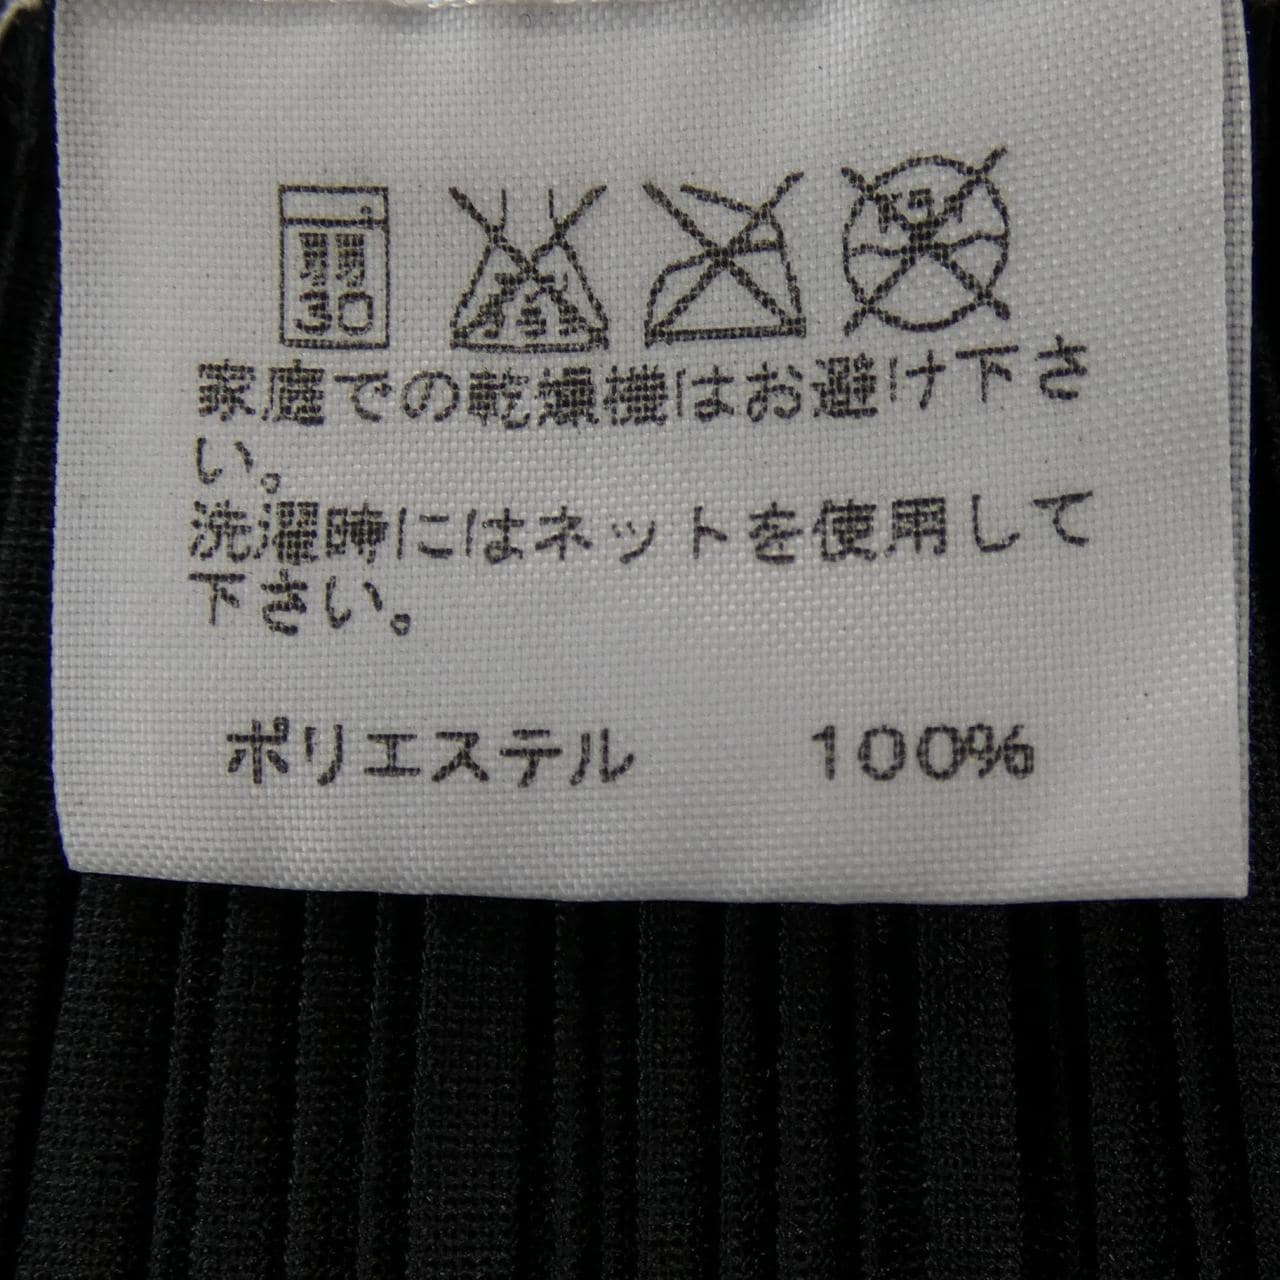 弱
30
家庭での乾燥機はお避け下さ
い。
洗濯時にはネットを使用して
下さい。
ポリエステル 100%